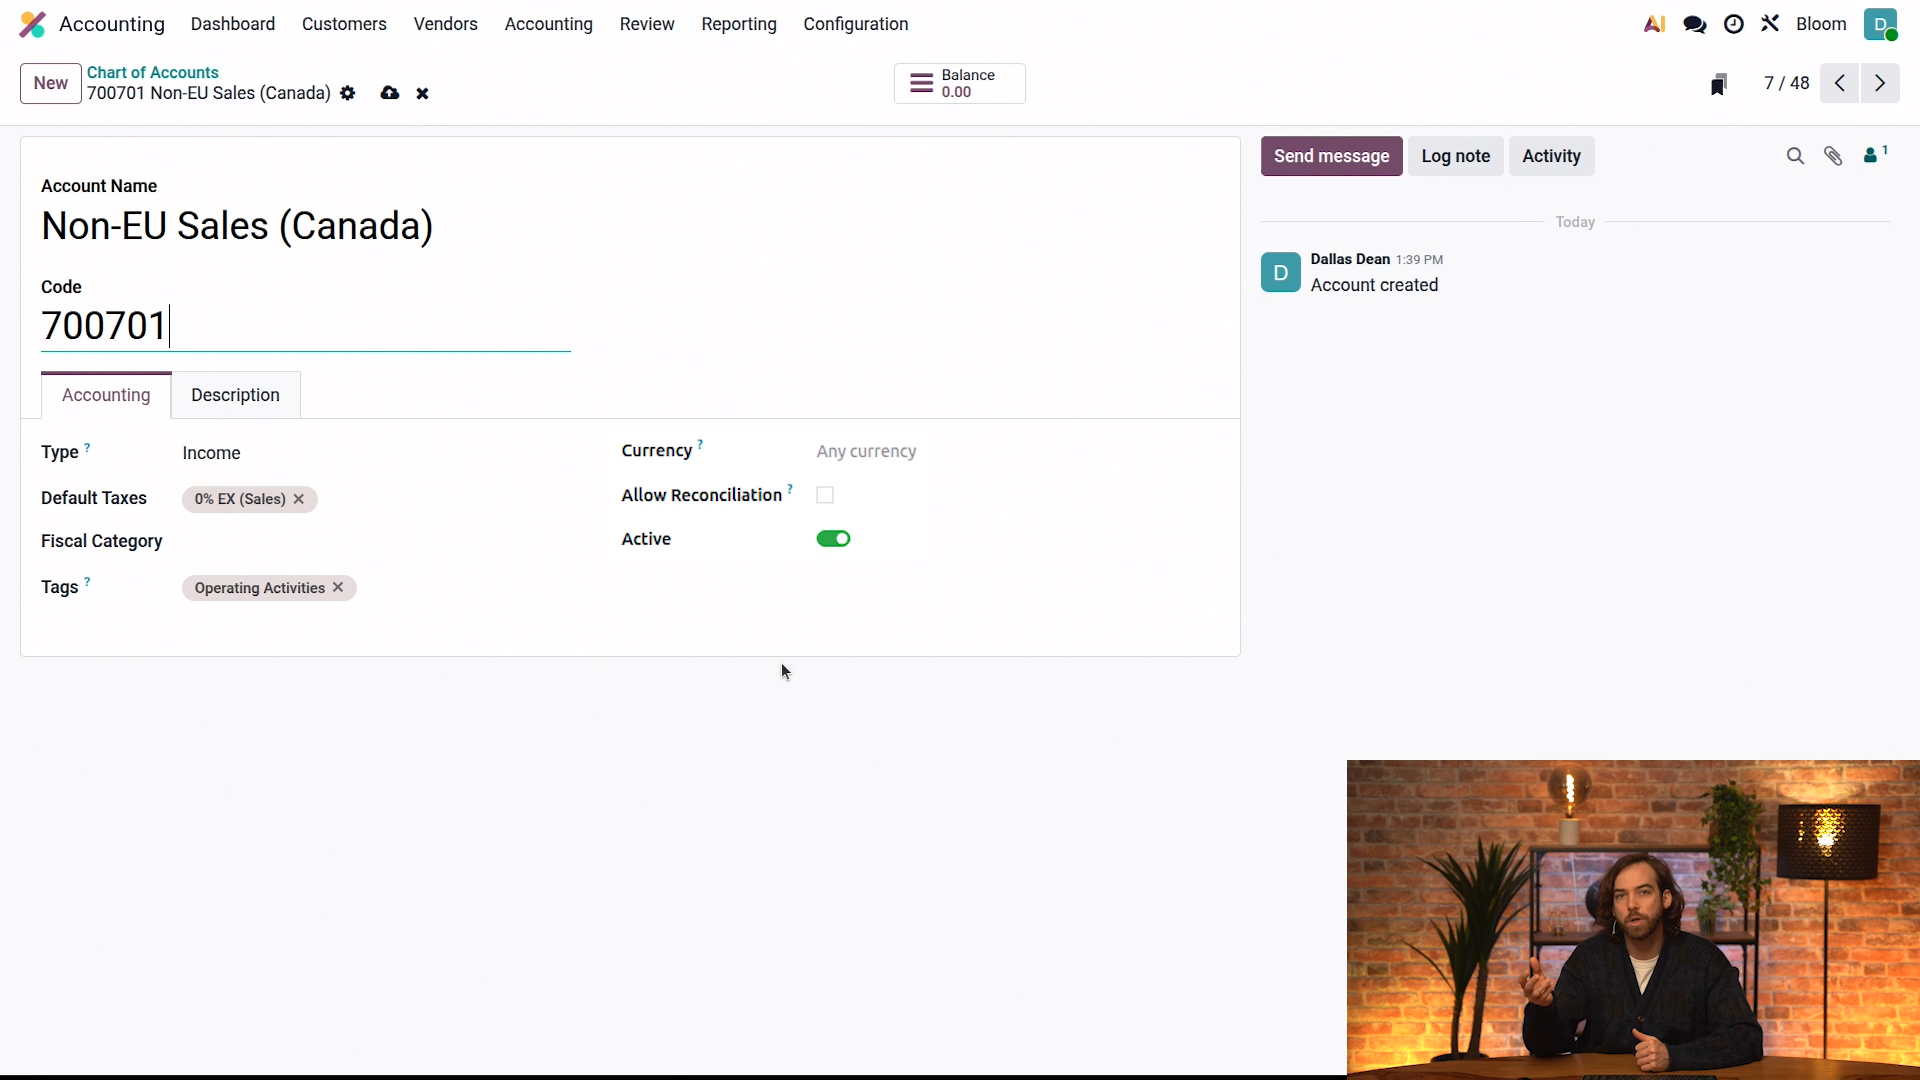 Accounting Dashboard Customers Vendors Accounting Review Reporting Configuration AI Bloom D
New Chart of Accounts
700701 Non-EU Sales (Canada)
Balance
0.00
7 / 48
Send message Log note Activity 1
Account Name
Non-EU Sales (Canada)
Code
700701
Accounting Description
Type ? Income
Default Taxes 0% EX (Sales)
Fiscal Category
Tags ? Operating Activities
Currency ? Any currency
Allow Reconciliation ?
Active
Today
D Dallas Dean 1:39 PM
Account created